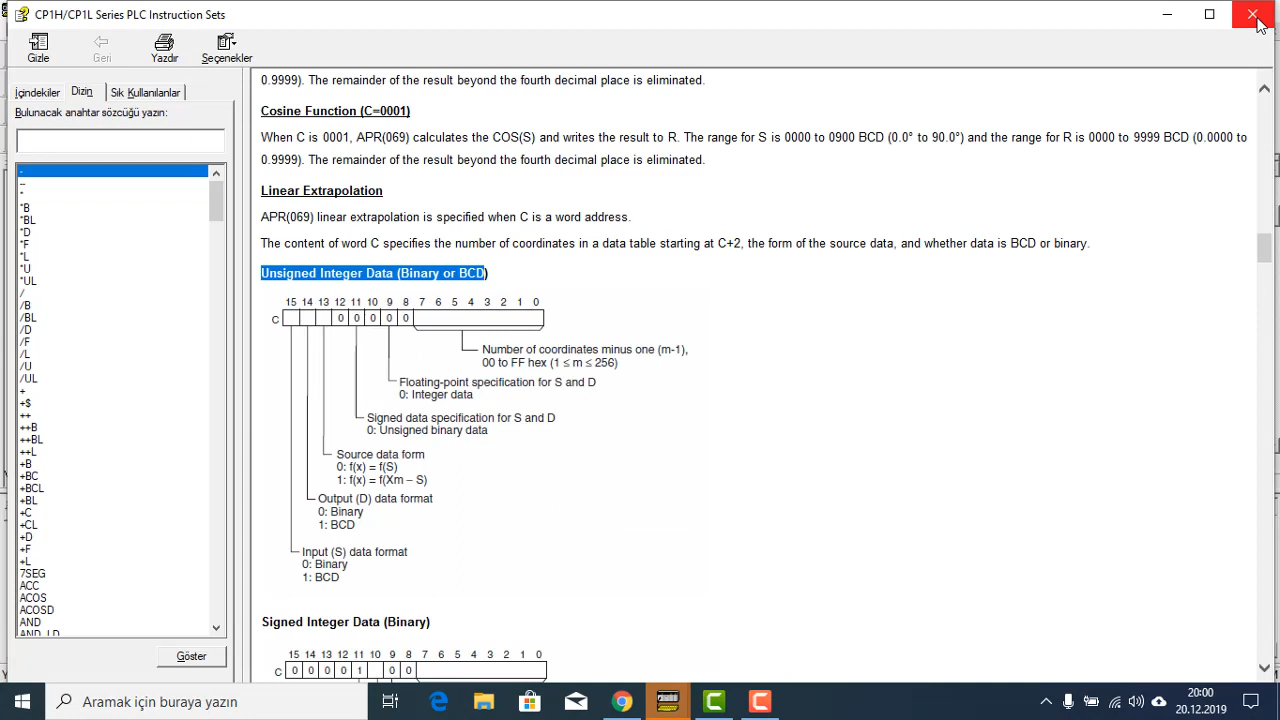 CP1H/CP1L Series PLC Instruction Sets
Gizle
Geri
Yazdır
Seçenekler
İçindekiler
Dizin
Sık Kullanılanlar
Bulunacak anahtar sözcüğü yazın:
-
--
*
*B
*BL
*D
*F
*L
*U
*UL
/
/B
/BL
/D
/F
/L
/U
/UL
+
+$
++
++B
++BL
++L
+B
+BC
+BCL
+BL
+C
+CL
+D
+F
+L
7SEG
ACC
ACOS
ACOSD
AND
AND LD
Göster
0.9999). The remainder of the result beyond the fourth decimal place is eliminated.
Cosine Function (C=0001)
When C is 0001, APR(069) calculates the COS(S) and writes the result to R. The range for S is 0000 to 0900 BCD (0.0° to 90.0°) and the range for R is 0000 to 9999 BCD (0.0000 to
0.9999). The remainder of the result beyond the fourth decimal place is eliminated.
Linear Extrapolation
APR(069) linear extrapolation is specified when C is a word address.
The content of word C specifies the number of coordinates in a data table starting at C+2, the form of the source data, and whether data is BCD or binary.
Unsigned Integer Data (Binary or BCD)
15 14 13 12 11 10 9 8 7 6 5 4 3 2 1 0
C 0 0 0 0 0
Number of coordinates minus one (m-1),
00 to FF hex (1 ≤ m ≤ 256)
Floating-point specification for S and D
0: Integer data
Signed data specification for S and D
0: Unsigned binary data
Source data form
0: f(x) = f(S)
1: f(x) = f(Xm – S)
Output (D) data format
0: Binary
1: BCD
Input (S) data format
0: Binary
1: BCD
Signed Integer Data (Binary)
15 14 13 12 11 10 9 8 7 6 5 4 3 2 1 0
C 0 0 0 0 1 0 0
Aramak için buraya yazın
20:00
20.12.2019